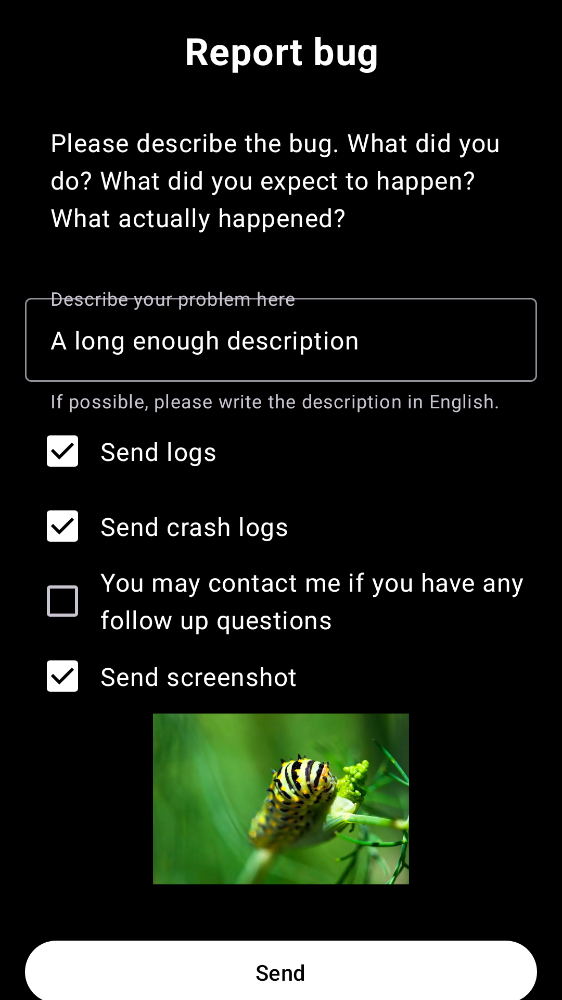 Report bug
Please describe the bug. What did you
do? What did you expect to happen?
What actually happened?
Describe your problem here
A long enough description
If possible, please write the description in English.
Send logs
Send crash logs
You may contact me if you have any
follow up questions
Send screenshot
Send